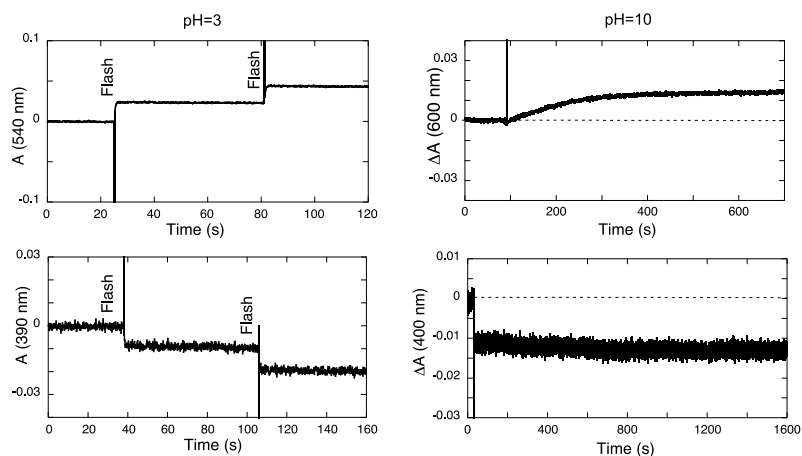 pH=3
pH=10
0.1
0
-0.1
A (540 nm)
Flash
Flash
0 20 40 60 80 100 120
Time (s)
0.03
0
-0.03
ΔA (600 nm)
0 200 400 600
Time (s)
0.03
0
-0.03
A (390 nm)
Flash
Flash
0 20 40 60 80 100 120 140 160
Time (s)
0.01
0
-0.01
-0.01
-0.03
ΔA (400 nm)
0 400 800 1200 1600
Time (s)